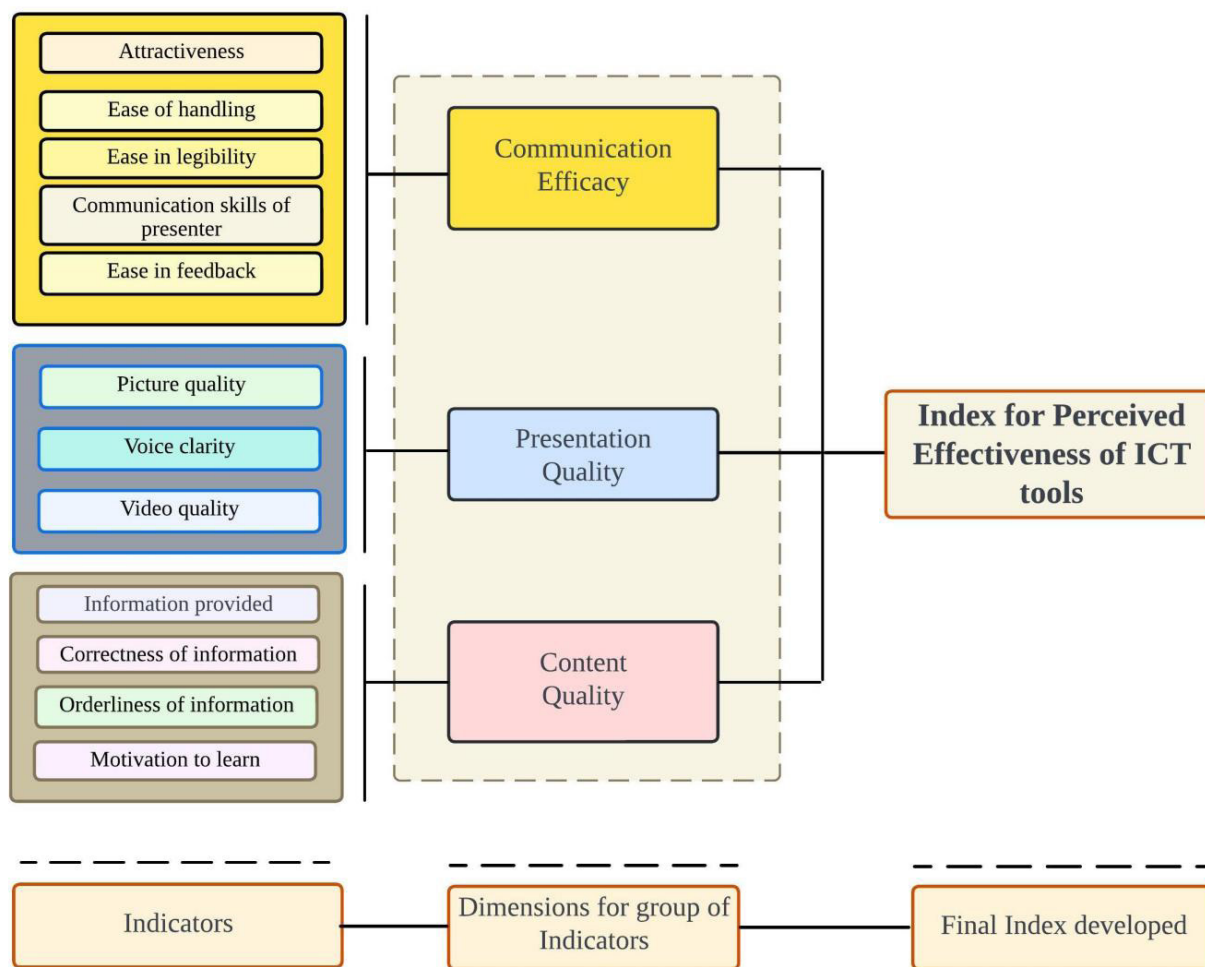 Attractiveness
Ease of handling
Ease in legibility
Communication skills of
presenter
Ease in feedback
Picture quality
Voice clarity
Video quality
Information provided
Correctness of information
Orderliness of information
Motivation to learn
Communication
Efficacy
Presentation
Quality
Content
Quality
Index for Perceived
Effectiveness of ICT
tools
Indicators
Dimensions for group of
Indicators
Final Index developed